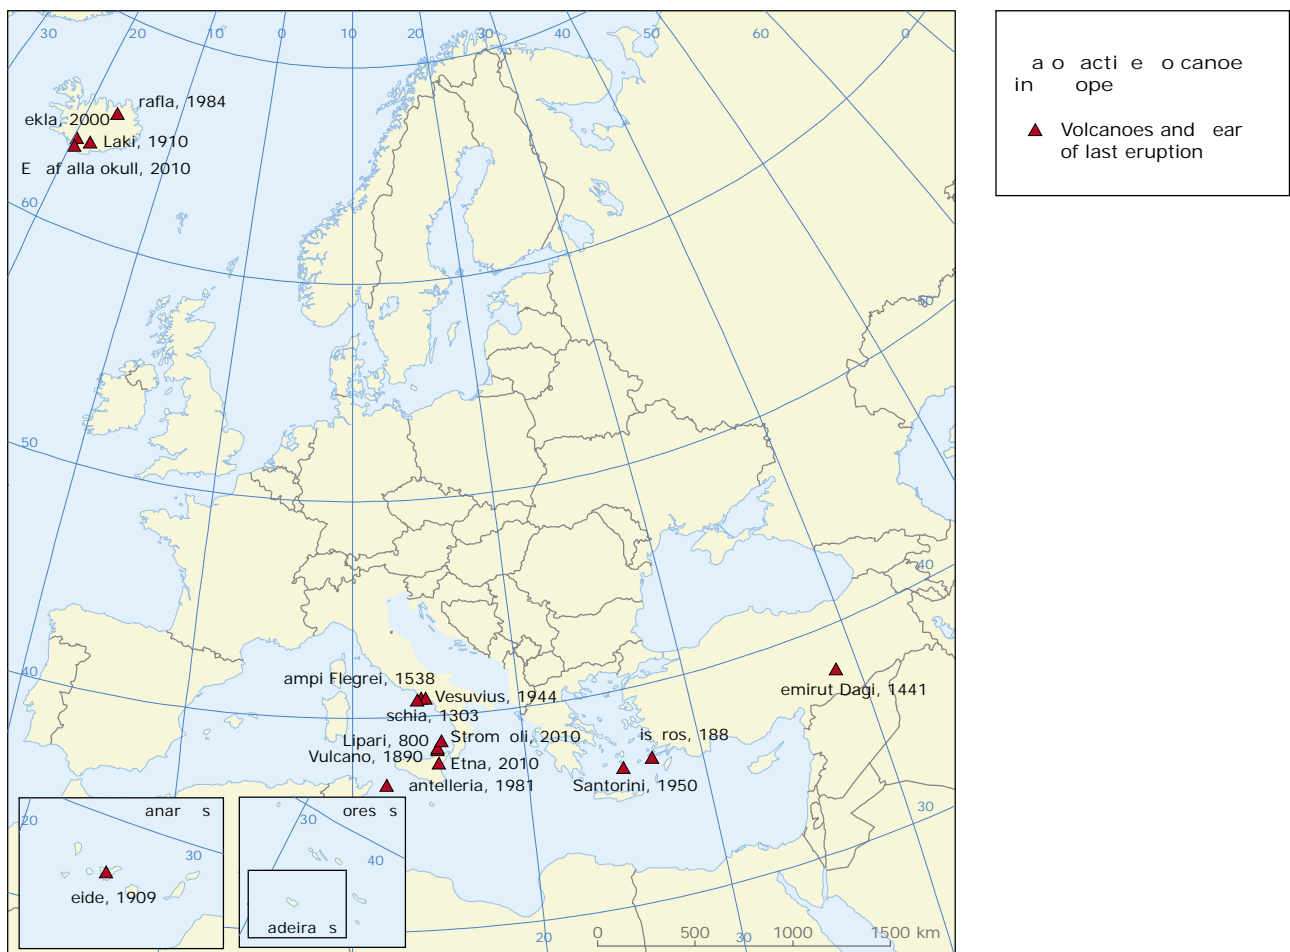 30 20 10 0 10 20 30 40 50 60 0
rafla, 1984
ekla, 2000
Laki, 1910
E af alla okull, 2010
60
50
50
40
40
ampi Flegrei, 1538
Vesuvius, 1944
schia, 1303
emirut Dagi, 1441
Lipari, 800
Strom oli, 2010
is ros, 188
Vulcano, 1890
Etna, 2010
antelleria, 1981
Santorini, 1950
30
anar s
20
30
eide, 1909
ores s
30
40
adeira s
20
30
0 500 1000 1500 km
a o acti e o canoe
in ope
Volcanoes and ear
of last eruption